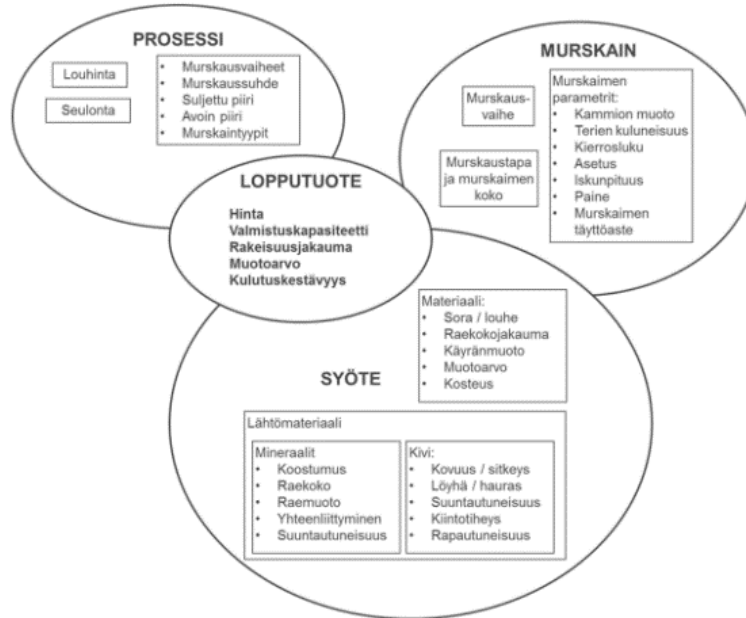 PROSESSI
Louhinta
Seulonta
• Murskausvaiheet
• Murskaussuhde
• Suljettu piiri
• Avoin piiri
• Murskaintyypit
MURSKAIN
Murskaus-
vaihe
Murskaustapa
ja murskaimen
koko
Murskaimen
parametrit:
• Kammion muoto
• Terien kuluneisuus
• Kierrosluku
• Asetus
• Iskunpituus
• Paine
• Murskaimen
täyttöaste
LOPPUTUOTE
Hinta
Valmistuskapasiteetti
Rakeisuusjakauma
Muotoarvo
Kulutuskestävyys
SYÖTE
Materiaali:
• Sora / louhe
• Raekokojakauma
• Käyränmuoto
• Muotoarvo
• Kosteus
Lähtömateriaali
Mineraalit
• Koostumus
• Raekoko
• Raemuoto
• Yhteenliittyminen
• Suuntautuneisuus
Kivi:
• Kovuus / sitkeys
• Löyhä / hauras
• Suuntautuneisuus
• Kiintotiheys
• Rapautuneisuus